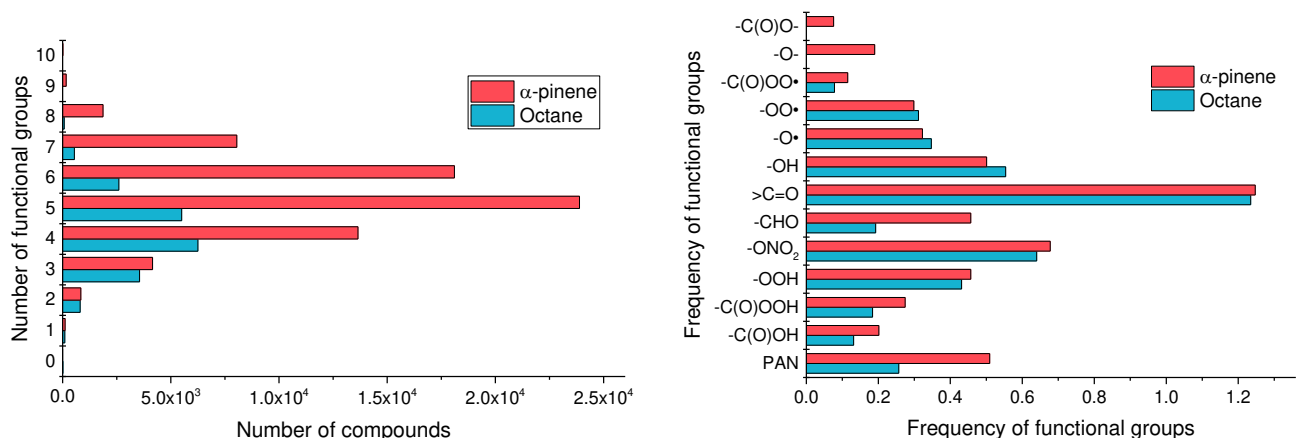 Number of functional groups
10
9
8
7
6
5
4
3
2
1
0
α-pinene
Octane
0.0 5.0x10³ 1.0x10⁴ 1.5x10⁴ 2.0x10⁴ 2.5x10⁴
Number of compounds
Frequency of functional groups
-C(O)O-
-O-
-C(O)OO•
-OO•
-O•
-OH
>C=O
-CHO
-ONO₂
-OOH
-C(O)OOH
-C(O)OH
PAN
α-pinene
Octane
0.0 0.2 0.4 0.6 0.8 1.0 1.2
Frequency of functional groups